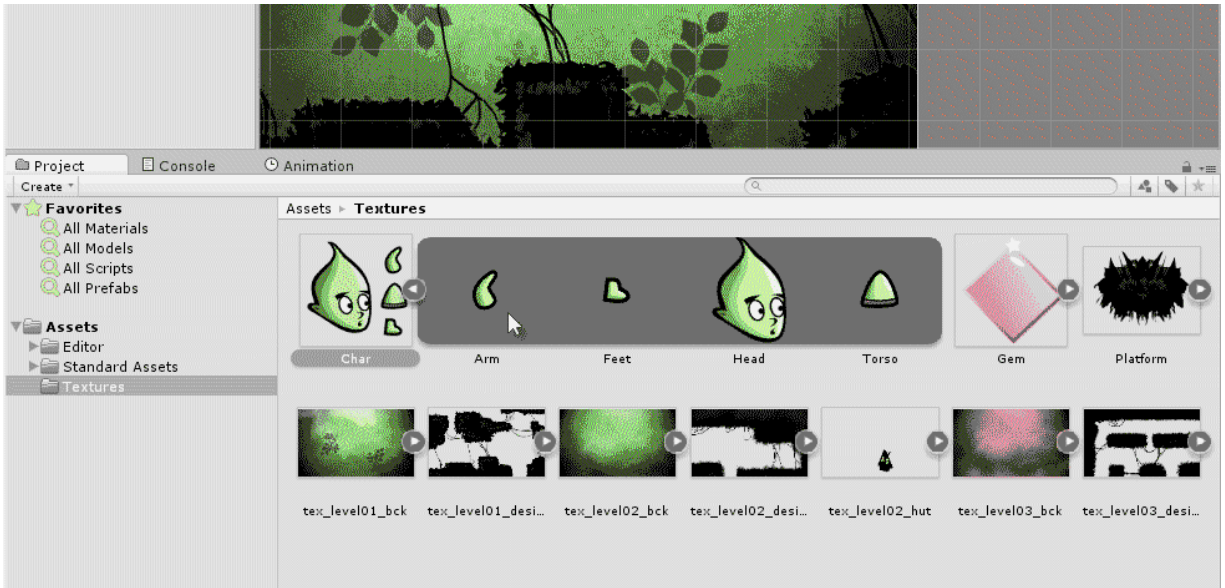 Project Console Animation
Create
Favorites
All Materials
All Models
All Scripts
All Prefabs
Assets
Editor
Standard Assets
Textures
Assets Textures
Char Arm Feet Head Torso Gem Platform
tex_level01_bck tex_level01_desi... tex_level02_bck tex_level02_desi... tex_level02_hut tex_level03_bck tex_level03_desi...